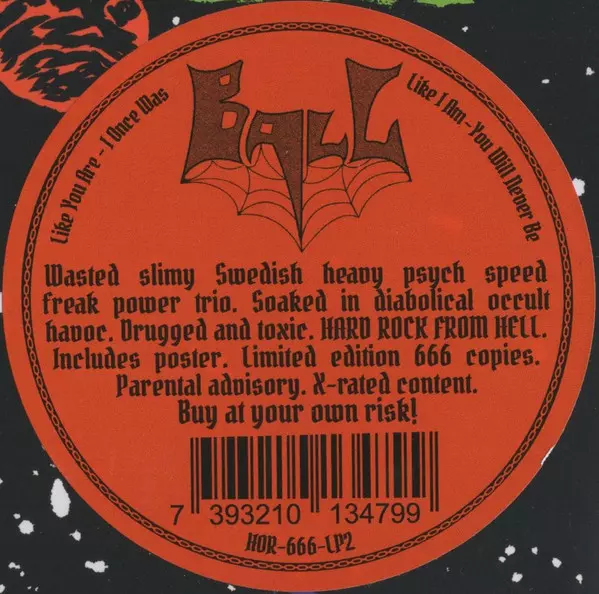 Like You Are - I Once Was
BALL
Like I Am - You Will Never Be
Wasted slimy Swedish heavy psych speed
freak power trio. Soaked in diabolical occult
havoc. Drugged and toxic. HARD ROCK FROM HELL.
Includes poster. Limited edition 666 copies.
Parental advisory. X-rated content.
Buy at your own risk!
7 393210 134799
HOR-666-LP2